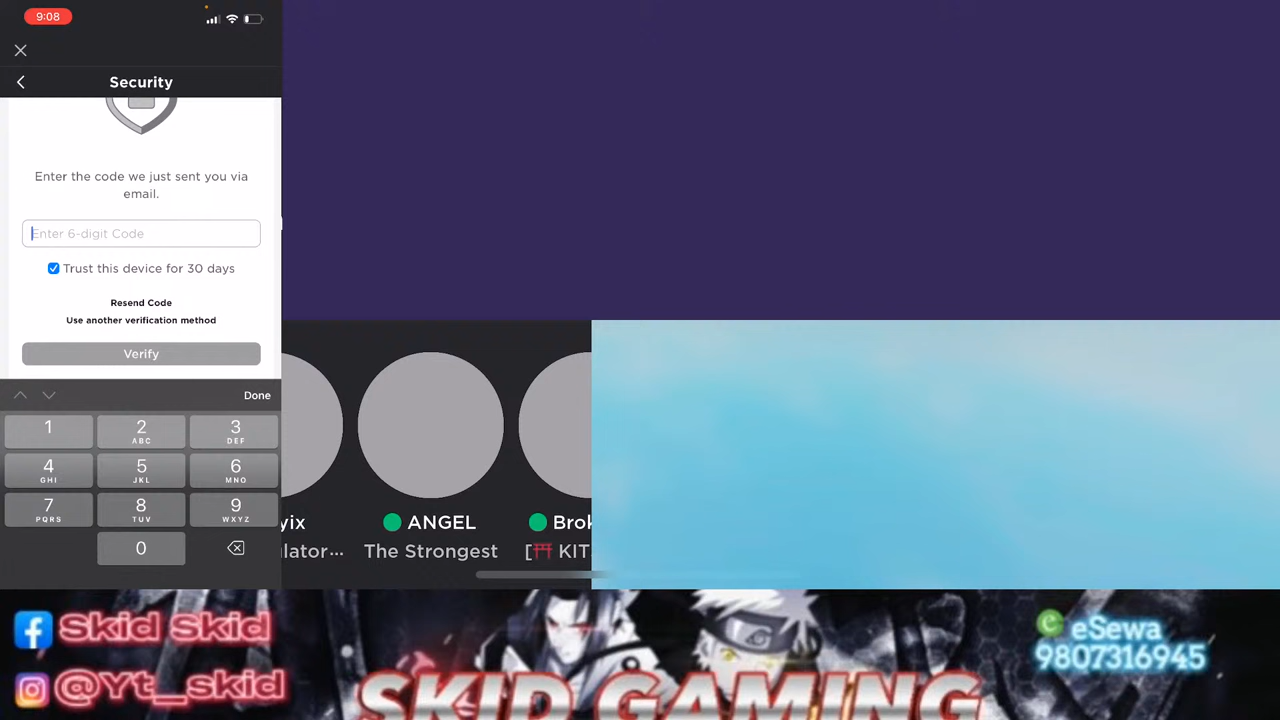 9:08
Security
Enter the code we just sent you via
email.
Enter 6-digit Code
Trust this device for 30 days
Resend Code
Use another verification method
Verify
Done
1
2
ABC
3
DEF
4
GHI
5
JKL
6
MNO
7
PQRS
8
TUV
9
WXYZ
0
yix
ANGEL
Brok
lator...
The Strongest
[⛩ KIT
Skid Skid
@Yt_skid
SKID GAMING
eSewa
9807316945